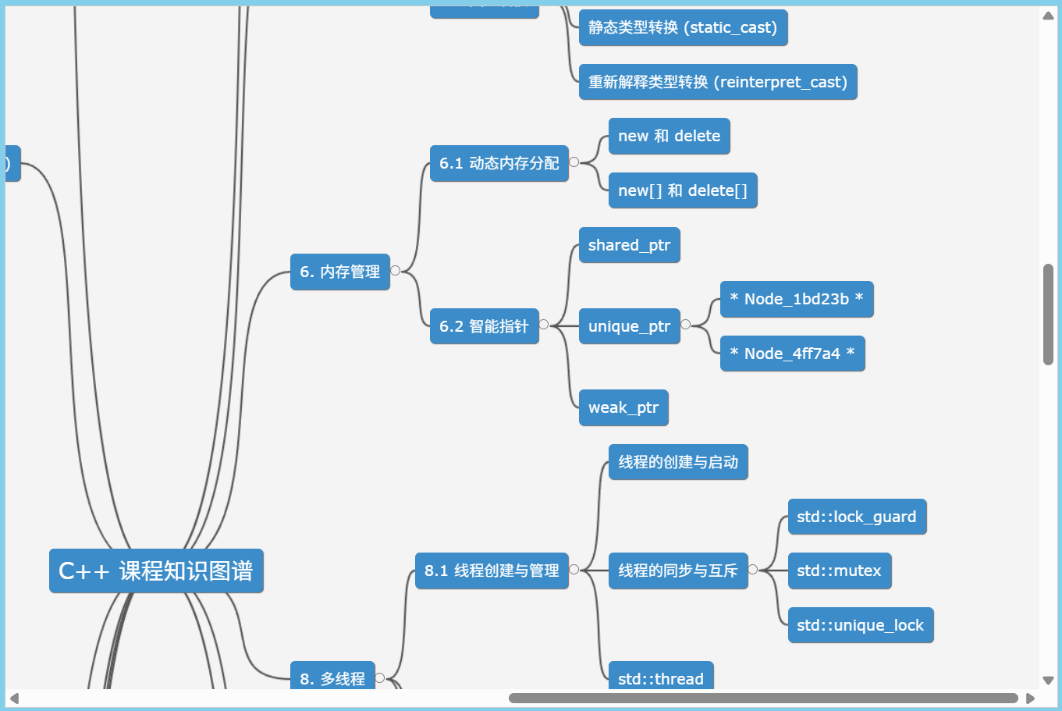 静态类型转换 (static_cast)
重新解释类型转换 (reinterpret_cast)
new 和 delete
)
6.1 动态内存分配
new[] 和 delete[]
shared_ptr
6. 内存管理
* Node_1bd23b *
6.2 智能指针
unique_ptr
* Node_4ff7a4 *
weak_ptr
线程的创建与启动
std::lock_guard
C++ 课程知识图谱
8.1 线程创建与管理
线程的同步与互斥
std::mutex
std::unique_lock
8. 多线程
std::thread